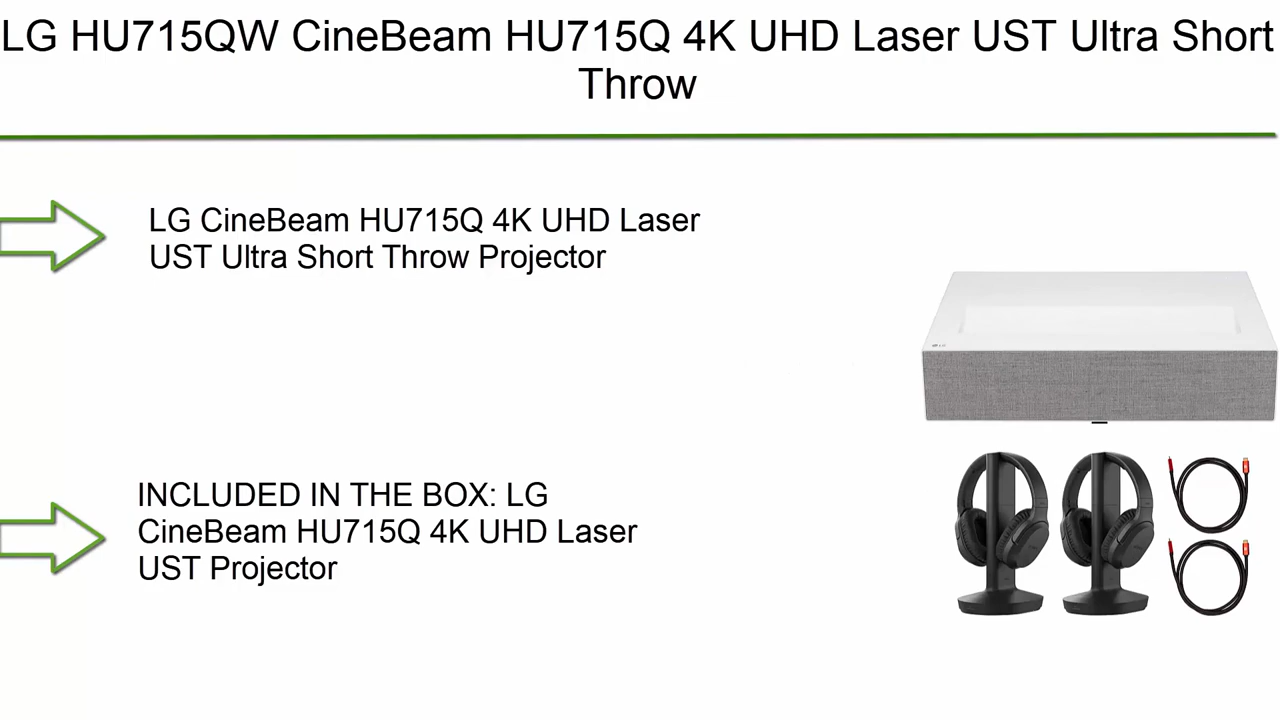 LG HU715QW CineBeam HU715Q 4K UHD Laser UST Ultra Short
Throw
LG CineBeam HU715Q 4K UHD Laser
UST Ultra Short Throw Projector
LG
INCLUDED IN THE BOX: LG
CineBeam HU715Q 4K UHD Laser
UST Projector